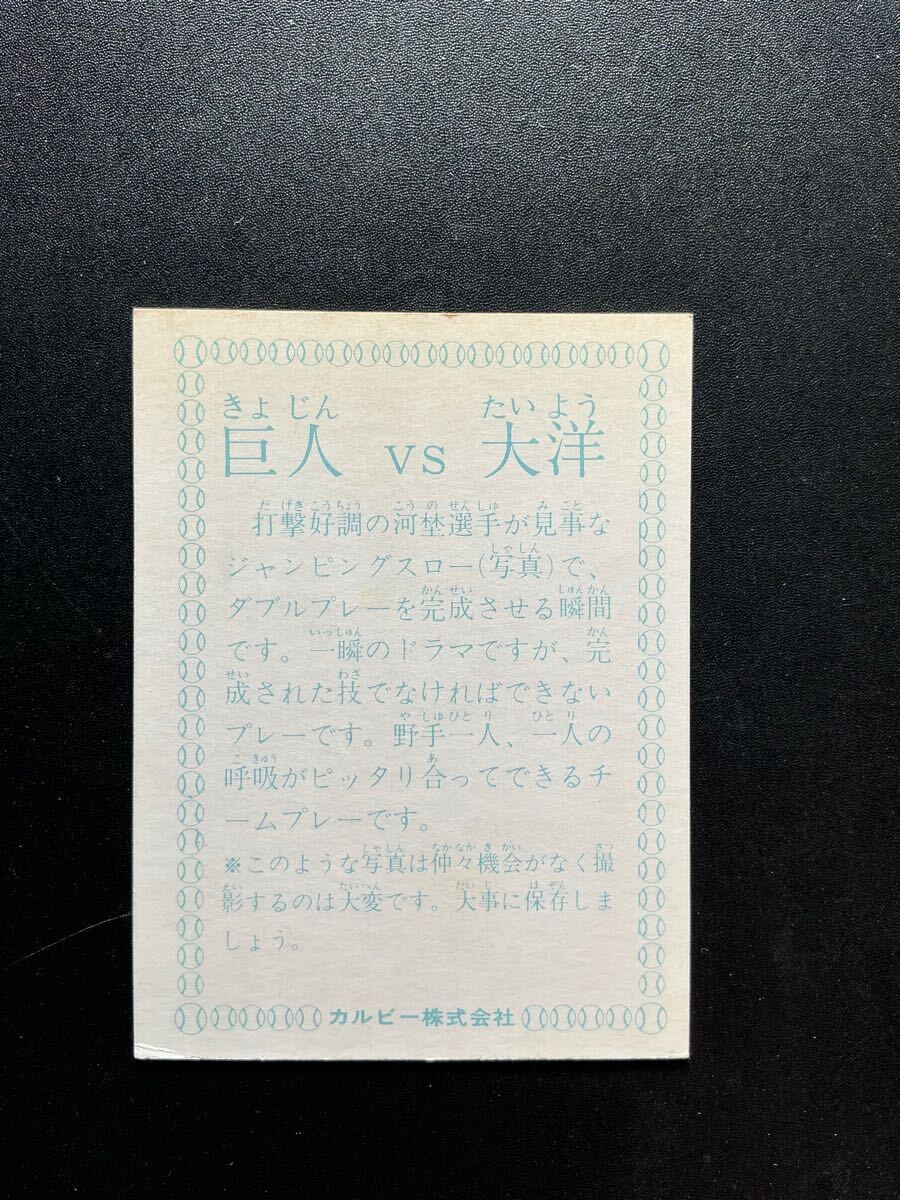 きょ じん たい よう
巨人 vs 大洋
だ げき こうちょう こう の せん しゅ み ごと
打撃好調の河埜選手が見事な
しゃ しん
ジャンピングスロー(写真)で、
かん せい しゅんかん
ダブルプレーを完成させる瞬間
いっしゅん かん
です。一瞬のドラマですが、完
せい わざ
成された技でなければできない
や しゅ ひと り ひと り
プレーです。野手一人、一人の
こ きゅう あ
呼吸がピッタリ合ってできるチ
ームプレーです。
しゃ しん なか なか き かい さつ
※このような写真は仲々機会がなく撮
えい たい へん だい じ ほ ぞん
影するのは大変です。大事に保存しま
しょう。
カルビー株式会社